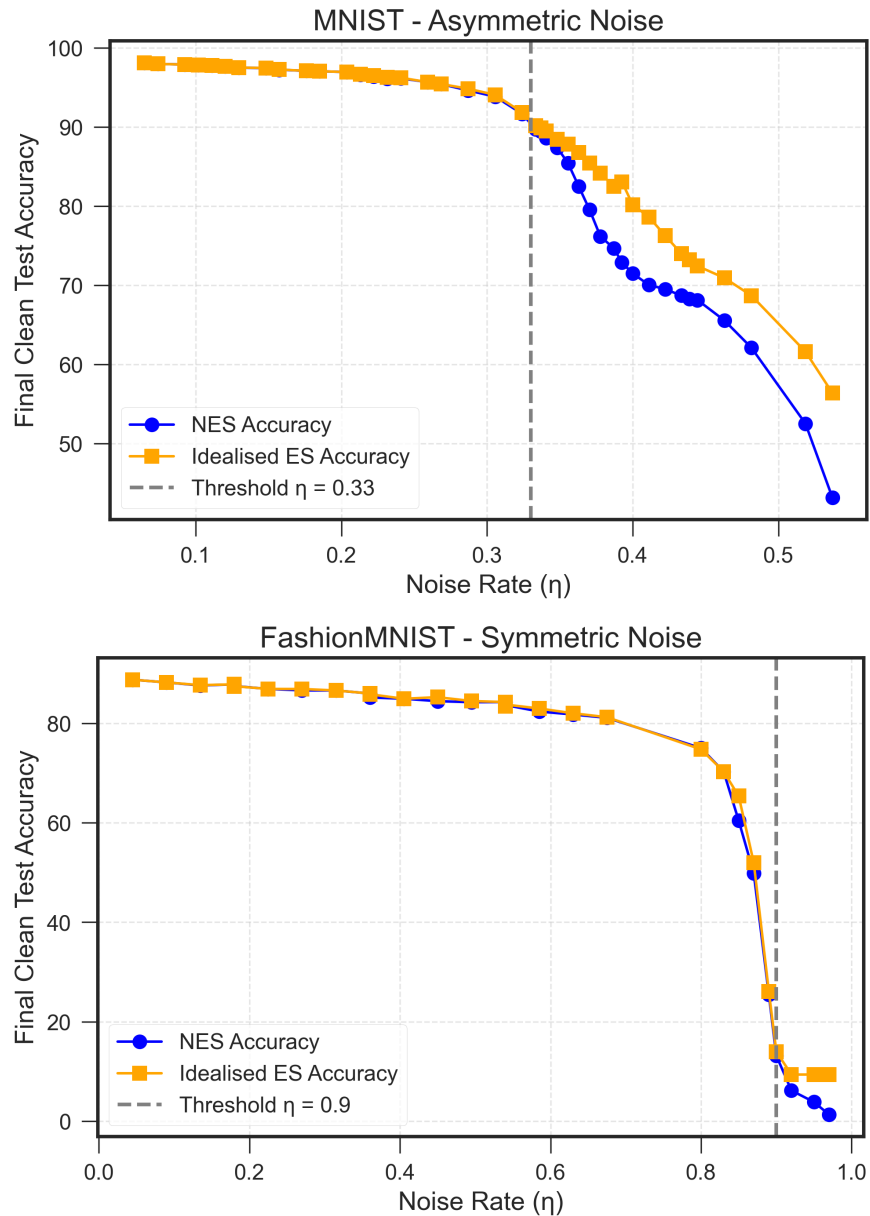 MNIST - Asymmetric Noise
100
90
80
70
60
50
Final Clean Test Accuracy
NES Accuracy
Idealised ES Accuracy
Threshold η = 0.33
0.1 0.2 0.3 0.4 0.5
Noise Rate (η)
FashionMNIST - Symmetric Noise
80
60
40
20
0
Final Clean Test Accuracy
NES Accuracy
Idealised ES Accuracy
Threshold η = 0.9
0.0 0.2 0.4 0.6 0.8 1.0
Noise Rate (η)